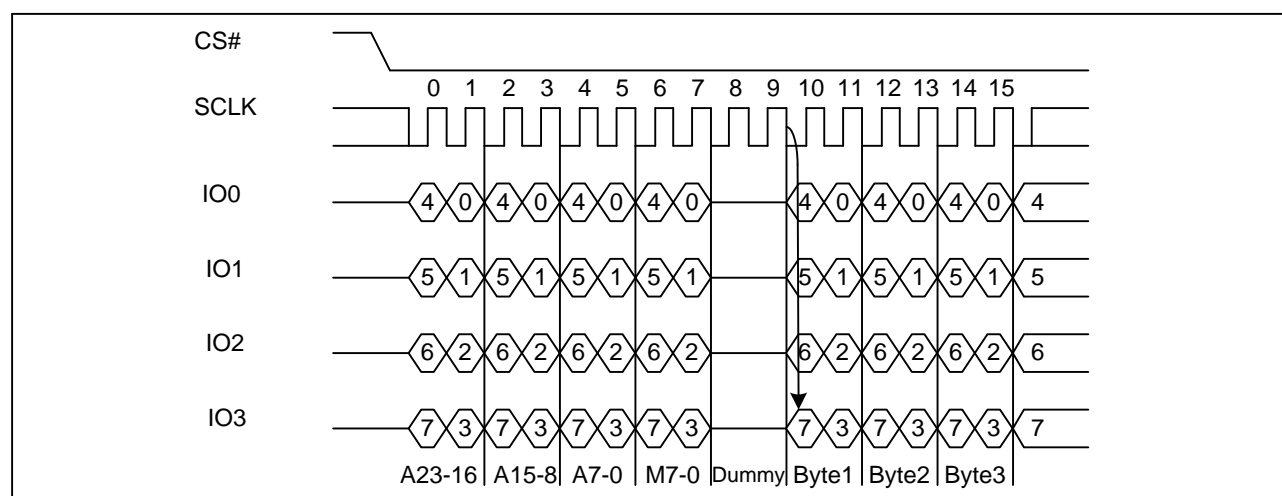 CS#
0 1 2 3 4 5 6 7 8 9 10 11 12 13 14 15
SCLK
IO0 4 0 4 0 4 0 4 0 4 0 4 0 4 0 4
IO1 5 1 5 1 5 1 5 1 5 1 5 1 5 1 5
IO2 6 2 6 2 6 2 6 2 6 2 6 2 6 2 6
IO3 7 3 7 3 7 3 7 3 7 3 7 3 7 3 7
A23-16 A15-8 A7-0 M7-0 Dummy Byte1 Byte2 Byte3